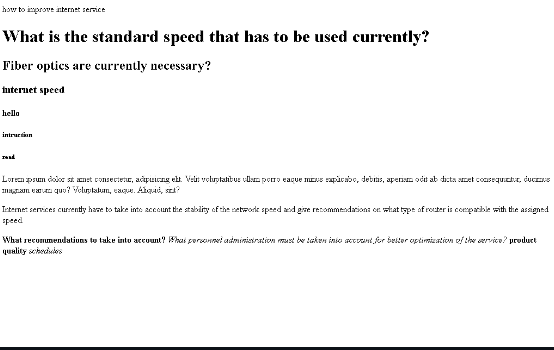 how to improve internet service
What is the standard speed that has to be used currently?
Fiber optics are currently necessary?
internet speed
hello
intruction
read
Lorem ipsum dolor sit amet consectetur, adipisicing elit. Velit voluptatibus ullam porro eaque minus explicabo, debitis, aperiam odit ab dicta amet consequuntur, ducimus
magnam earum quo? Voluptatum, eaque. Aliquid, sint?
Internet services currently have to take into account the stability of the network speed and give recommendations on what type of router is compatible with the assigned
speed.
What recommendations to take into account? What personnel administration must be taken into account for better optimization of the service? product
quality schedules